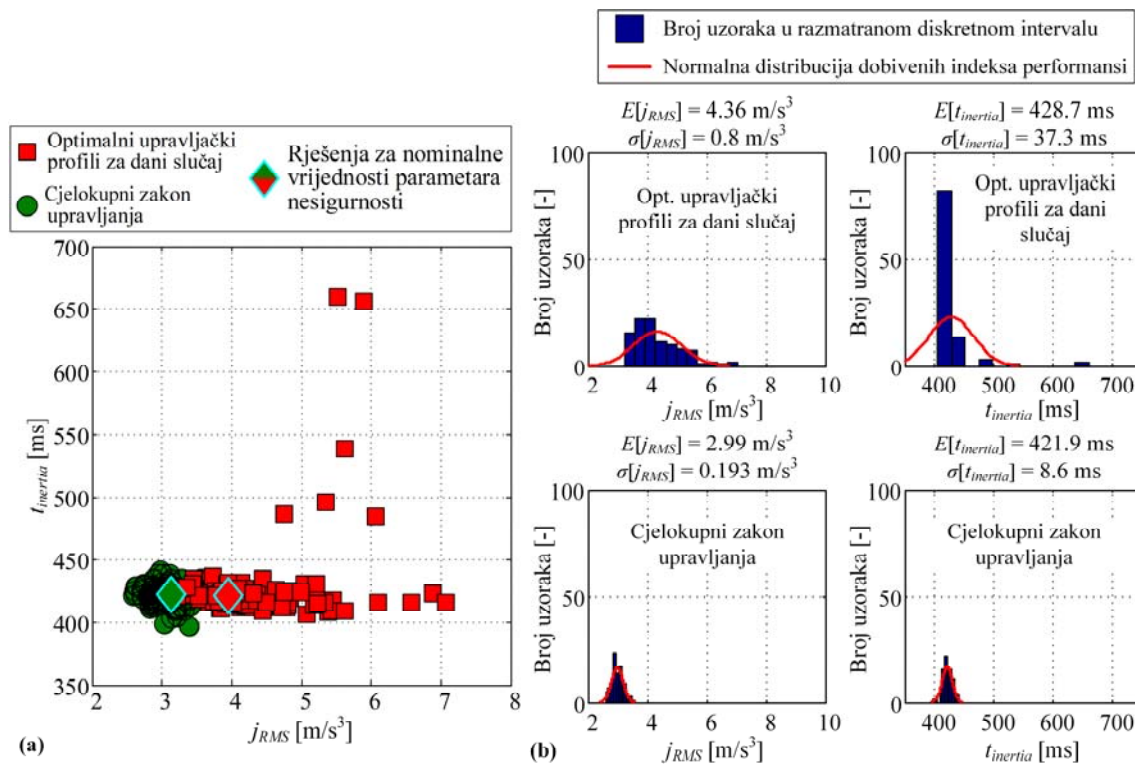 Broj uzoraka u razmatranom diskretnom intervalu
Normalna distribucija dobivenih indeksa performansi
Optimalni upravljački
profili za dani slučaj
Cjelokupni zakon
upravljanja
Rješenja za nominalne
vrijednosti parametara
nesigurnosti
700
650
600
550
500
450
400
350
t_inertia [ms]
2 3 4 5 6 7 8
j_RMS [m/s³]
(a)
E[j_RMS] = 4.36 m/s³
σ[j_RMS] = 0.8 m/s³
100
50
0
Broj uzoraka [-]
Opt. upravljački
profili za dani slučaj
2 4 6 8 10
j_RMS [m/s³]
E[t_inertia] = 428.7 ms
σ[t_inertia] = 37.3 ms
100
50
0
Broj uzoraka [-]
Opt. upravljački
profili za dani
slučaj
400 500 600 700
t_inertia [ms]
E[j_RMS] = 2.99 m/s³
σ[j_RMS] = 0.193 m/s³
100
50
0
Broj uzoraka [-]
Cjelokupni zakon
upravljanja
2 4 6 8 10
j_RMS [m/s³]
E[t_inertia] = 421.9 ms
σ[t_inertia] = 8.6 ms
100
50
0
Broj uzoraka [-]
Cjelokupni zakon
upravljanja
400 500 600 700
t_inertia [ms]
(b)